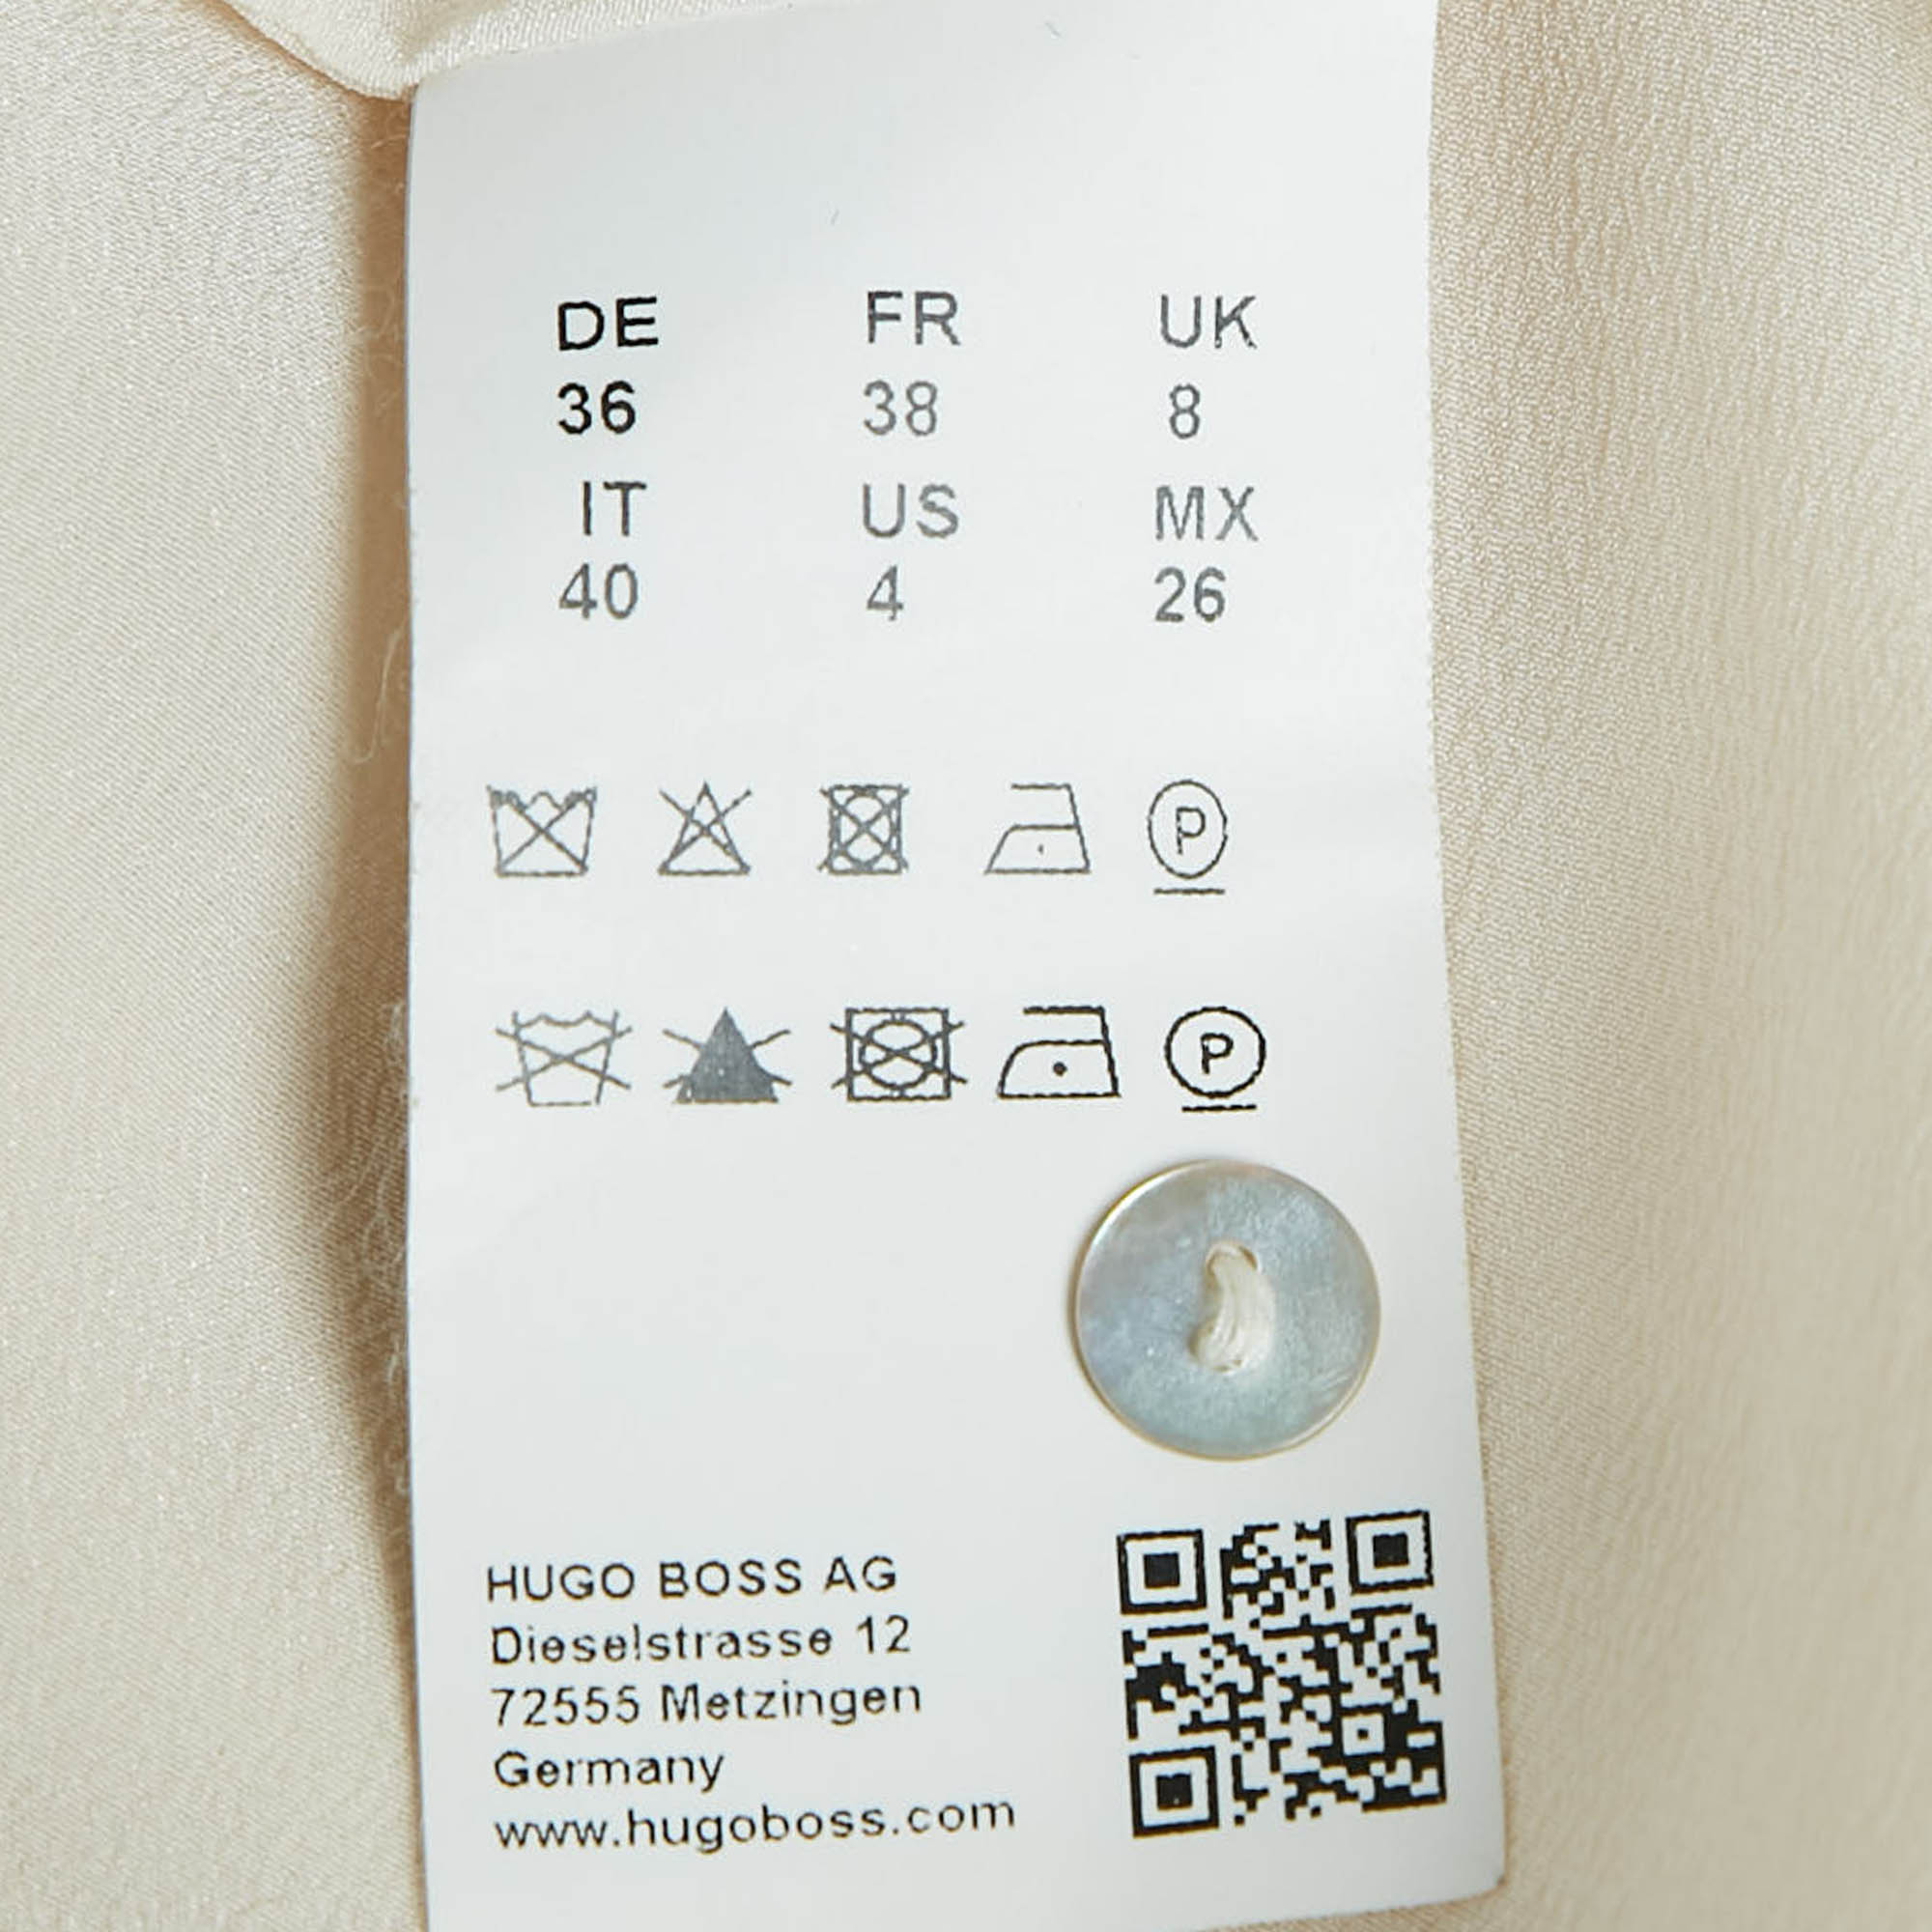 DE FR UK
36 38 8
IT US MX
40 4 26
P
P
HUGO BOSS AG
Dieselstrasse 12
72555 Metzingen
Germany
www.hugoboss.com